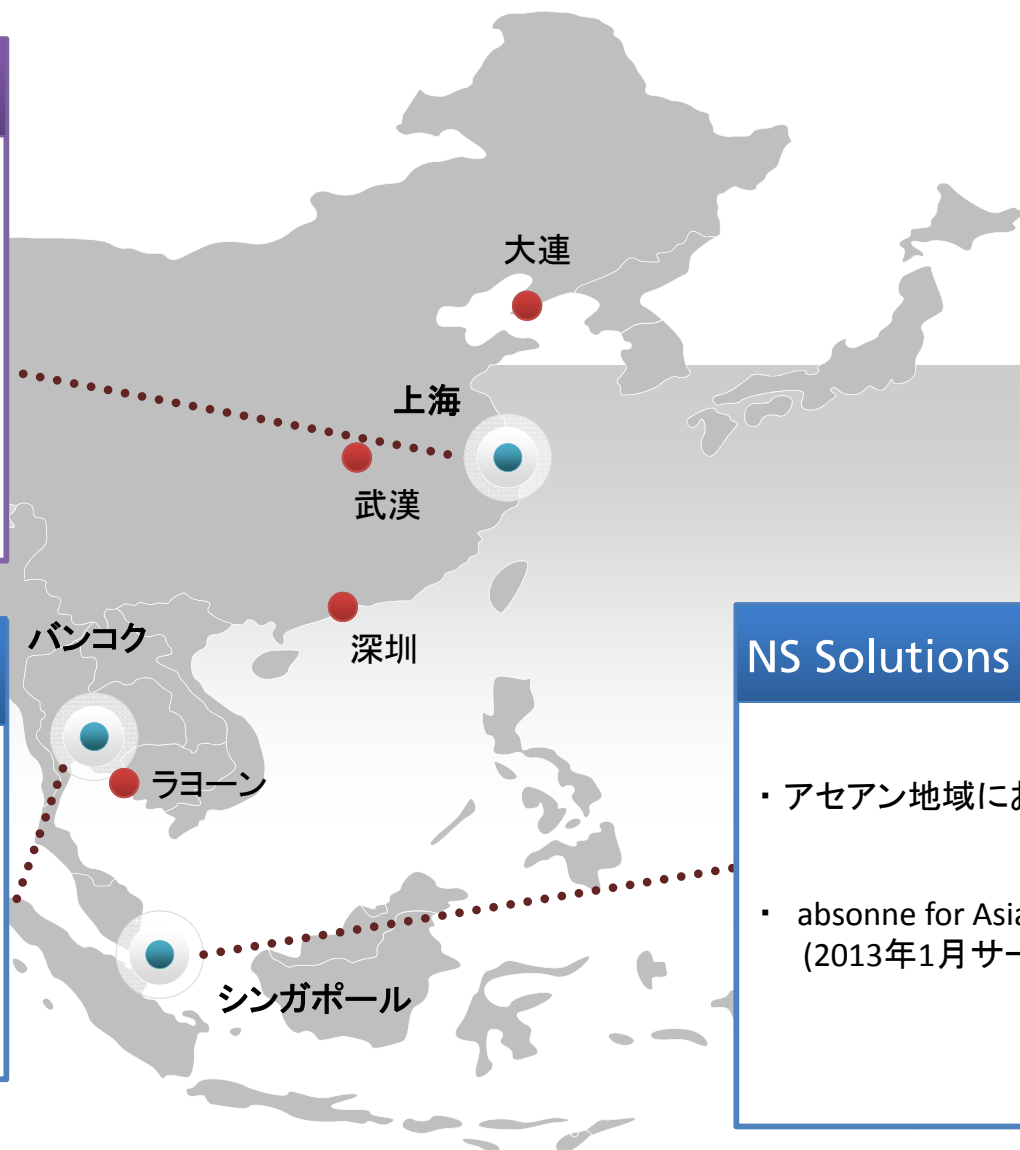 大連
上海
武漢
深圳
バンコク
ラヨーン
シンガポール
NS Solutions
・アセアン地域にお
・ absonne for Asia
(2013年1月サー